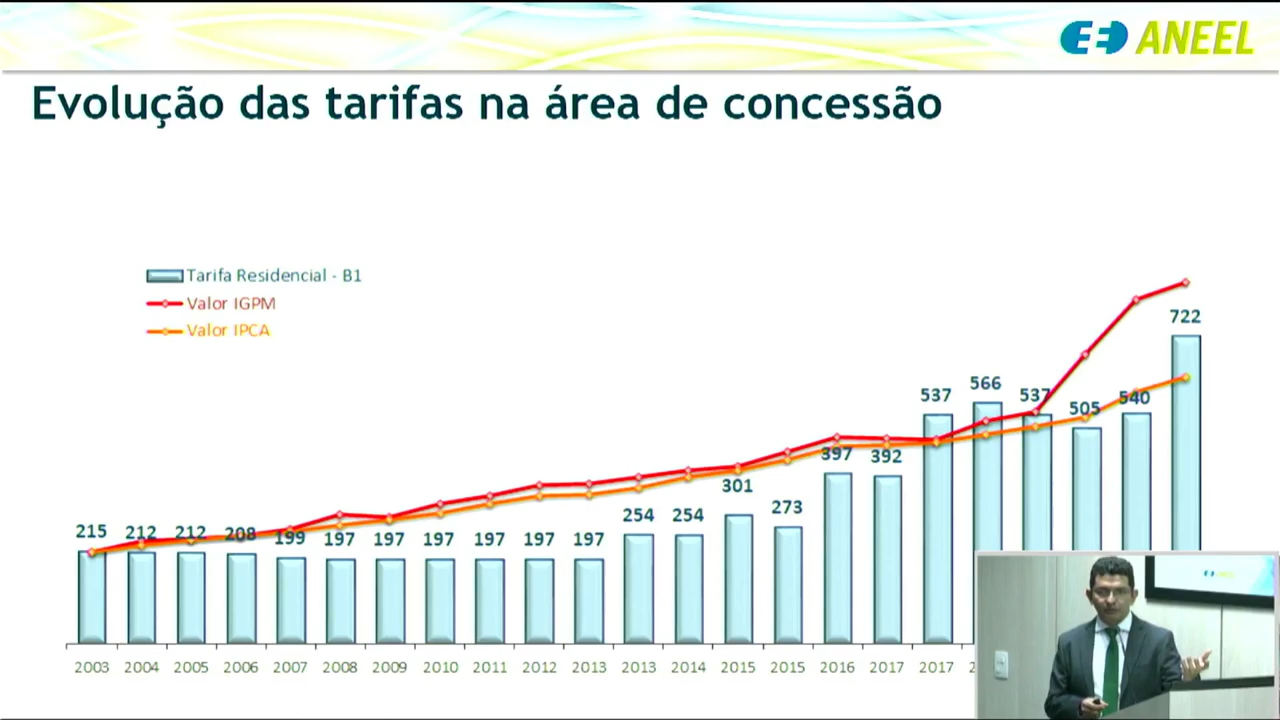 ANEEL
Evolução das tarifas na área de concessão
Tarifa Residencial - B1
Valor IGPM
Valor IPCA
215 212 212 208 199 197 197 197 197 197 197 254 254 301 273 397 392 537 566 537 505 540 722
2003 2004 2005 2006 2007 2008 2009 2010 2011 2012 2013 2013 2014 2015 2015 2016 2017 2017